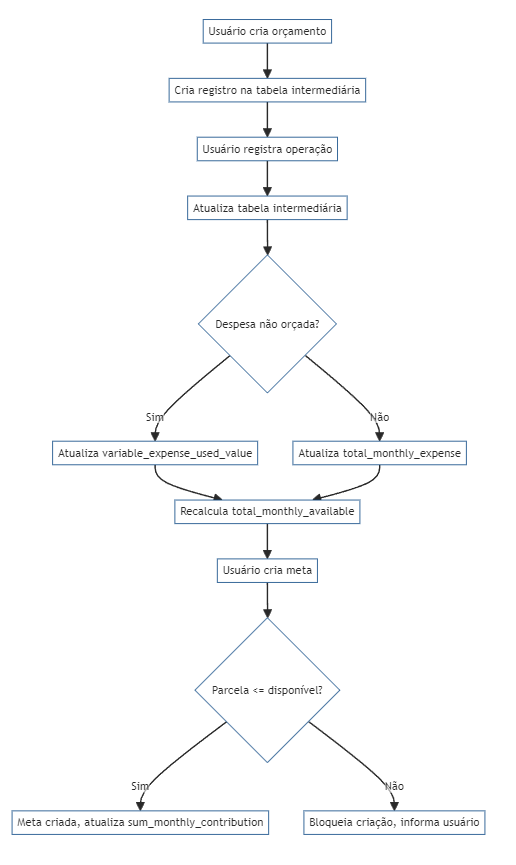 Usuário cria orçamento
Cria registro na tabela intermediária
Usuário registra operação
Atualiza tabela intermediária
Despesa não orçada?
Sim
Não
Atualiza variable_expense_used_value
Atualiza total_monthly_expense
Recalcula total_monthly_available
Usuário cria meta
Parcela <= disponível?
Sim
Não
Meta criada, atualiza sum_monthly_contribution
Bloqueia criação, informa usuário